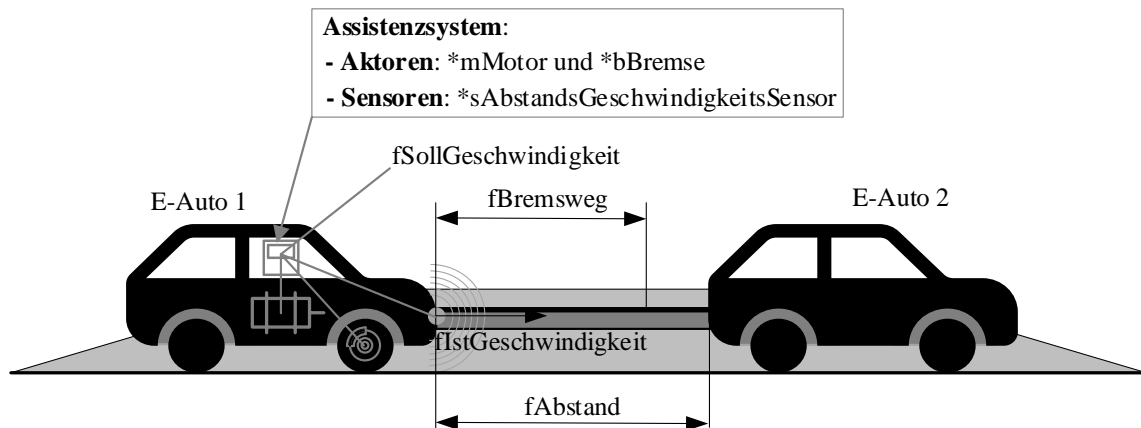 Assistenzsystem:
- Aktoren: *mMotor und *bBremse
- Sensoren: *sAbstandsGeschwindigkeitsSensor
fSollGeschwindigkeit
E-Auto 1
fBremsweg
E-Auto 2
fIstGeschwindigkeit
fAbstand